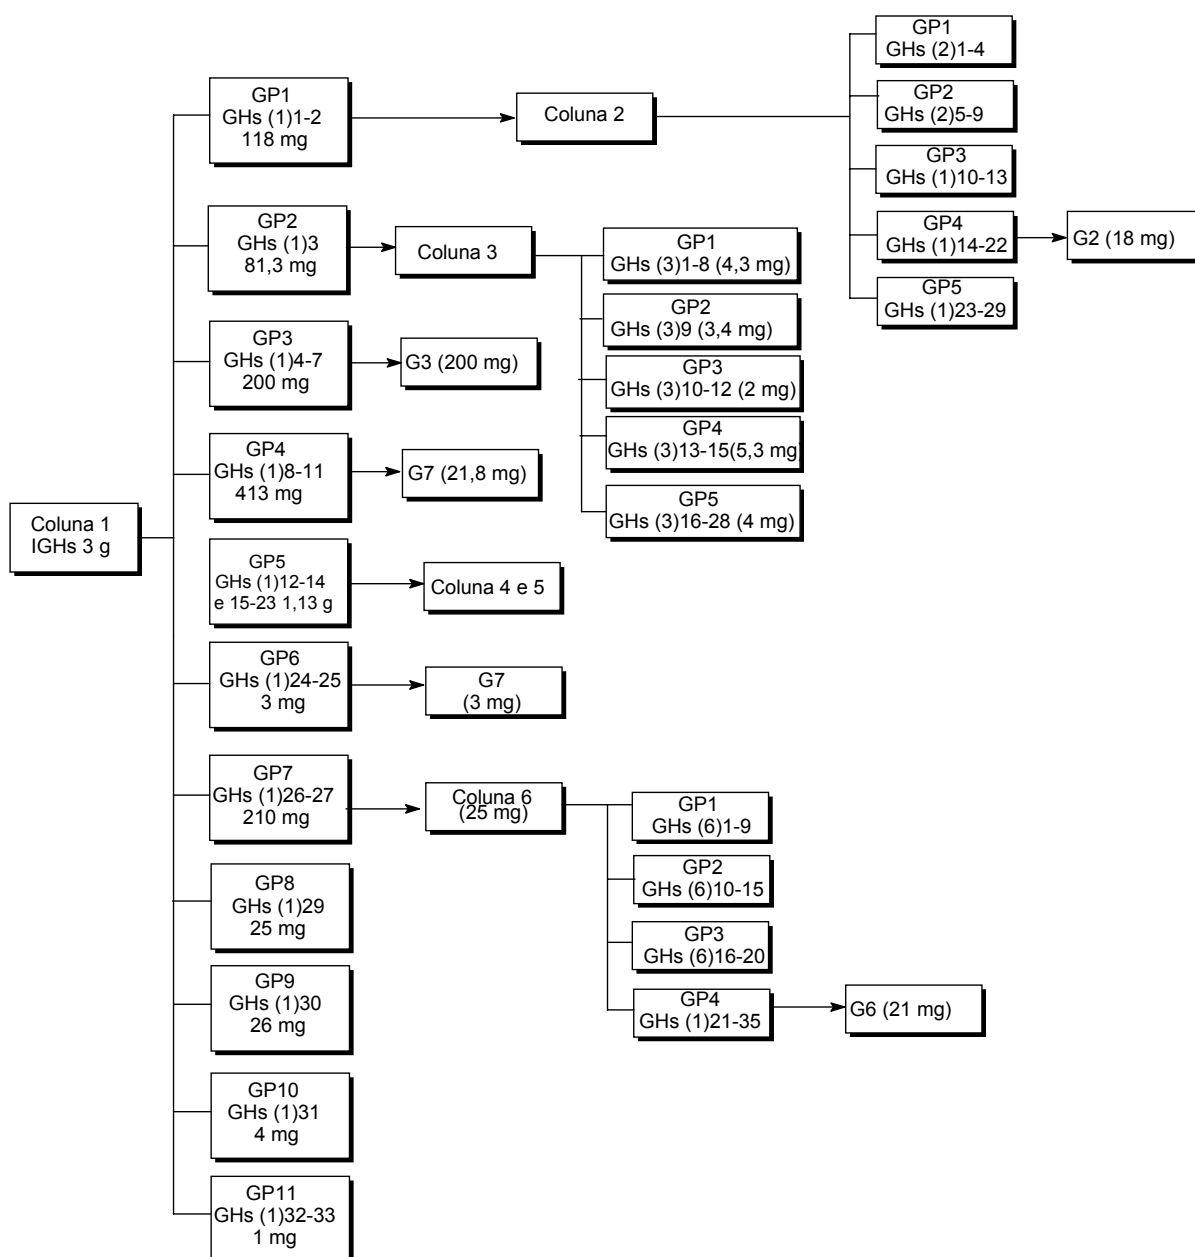 Coluna 1
IGHs 3 g
GP1
GHs (1)1-2
118 mg
Coluna 2
GP1
GHs (2)1-4
GP2
GHs (2)5-9
GP3
GHs (1)10-13
GP4
GHs (1)14-22
G2 (18 mg)
GP5
GHs (1)23-29
GP2
GHs (1)3
81,3 mg
Coluna 3
GP1
GHs (3)1-8 (4,3 mg)
GP2
GHs (3)9 (3,4 mg)
GP3
GHs (3)10-12 (2 mg)
GP4
GHs (3)13-15(5,3 mg)
GP5
GHs (3)16-28 (4 mg)
GP3
GHs (1)4-7
200 mg
G3 (200 mg)
GP4
GHs (1)8-11
413 mg
G7 (21,8 mg)
GP5
GHs (1)12-14
e 15-23 1,13 g
Coluna 4 e 5
GP6
GHs (1)24-25
3 mg
G7
(3 mg)
GP7
GHs (1)26-27
210 mg
Coluna 6
(25 mg)
GP1
GHs (6)1-9
GP2
GHs (6)10-15
GP3
GHs (6)16-20
GP4
GHs (1)21-35
G6 (21 mg)
GP8
GHs (1)29
25 mg
GP9
GHs (1)30
26 mg
GP10
GHs (1)31
4 mg
GP11
GHs (1)32-33
1 mg